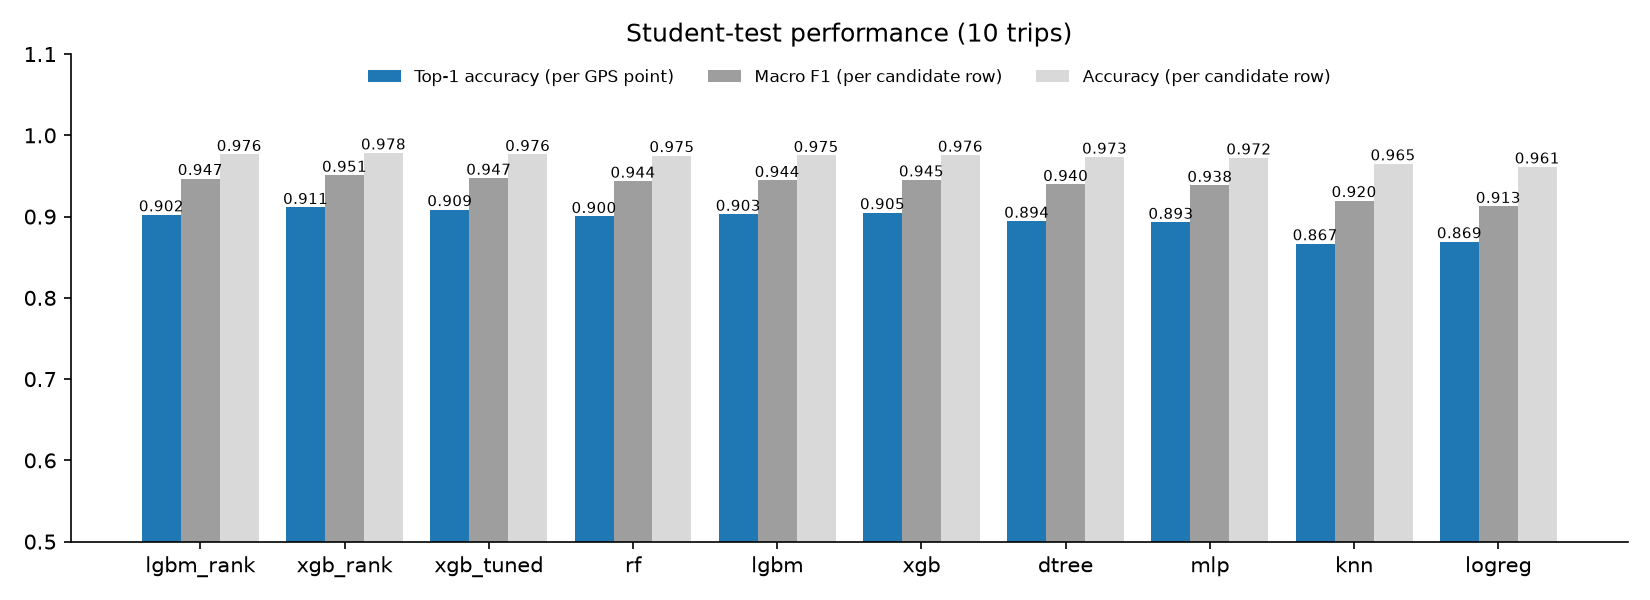 Student-test performance (10 trips)
Top-1 accuracy (per GPS point) Macro F1 (per candidate row) Accuracy (per candidate row)
1.1
1.0
0.9
0.8
0.7
0.6
0.5
0.902 0.947 0.976
0.911 0.951 0.978
0.909 0.947 0.976
0.900 0.944 0.975
0.903 0.944 0.975
0.905 0.945 0.976
0.894 0.940 0.973
0.893 0.938 0.972
0.867 0.920 0.965
0.869 0.913 0.961
lgbm_rank xgb_rank xgb_tuned rf lgbm xgb dtree mlp knn logreg